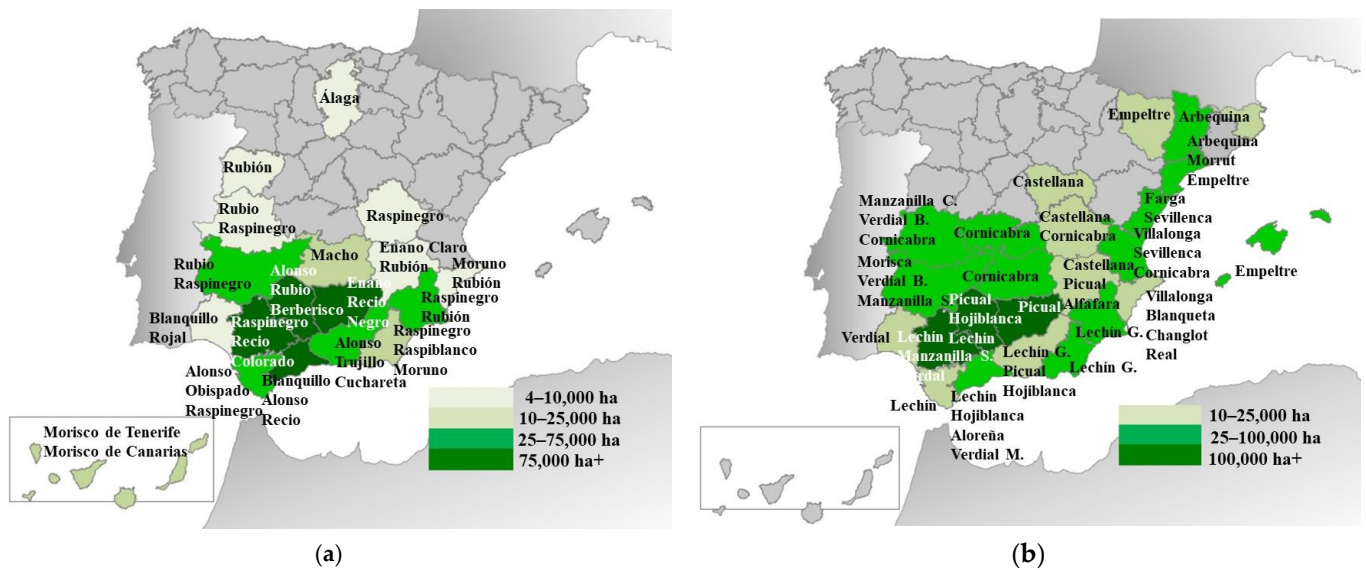 Álaga
Rubión
Rubio
Raspinegro
Raspinegro
Eñano Claro
Rubión
Moruno
Rubión
Macho
Rubio
Raspinegro
Alonso
Rubio
Berberisco
Enano
Recio
Negro
Raspinegro
Rubión
Raspinegro
Raspiblanco
Moruno
Blanquillo
Rojal
Raspinegro
Recio
Colorado
Alonso
Trujillo
Cuchareta
Alonso
Obispado
Raspinegro
Blanquillo
Alonso
Recio
Morisco de Tenerife
Morisco de Canarias
4–10,000 ha
10–25,000 ha
25–75,000 ha
75,000 ha+
(a)
Empeltre
Arbequina
Arbequina
Morrut
Empeltre
Castellana
Farga
Sevillenca
Manzanilla C.
Verdial B.
Cornicabra
Cornicabra
Castellana
Cornicabra
Villalonga
Sevillenca
Cornicabra
Empeltre
Morisca
Verdial B.
Manzanilla S.
Cornicabra
Castellana
Picual
Alfafara
Villalonga
Blanqueta
Changlot
Real
Picual
Hojiblanca
Picual
Verdial
Lechín
Lechín
Manzanilla S.
Lechín G.
Lechín G.
Lechín G.
Picual
Hojiblanca
Lechín
Lechín
Hojiblanca
Aloreña
Verdial M.
10–25,000 ha
25–100,000 ha
100,000 ha+
(b)